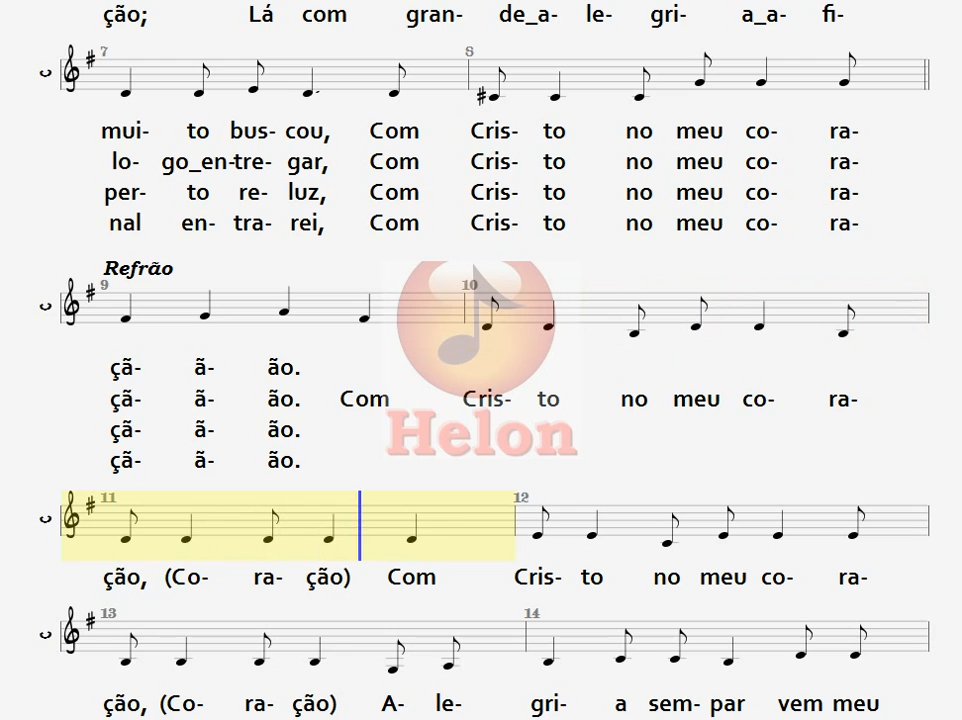 ção; Lá com gran- de_a- le- gri- a_a- fi-
7 8
mui- to bus- cou, Com Cris- to no meu co- ra-
lo- go_en-tre- gar, Com Cris- to no meu co- ra-
per- to re- luz, Com Cris- to no meu co- ra-
nal en- tra- rei, Com Cris- to no meu co- ra-
Refrão
9 10
çã- ã- ão.
çã- ã- ão. Com Cris- to no meu co- ra-
çã- ã- ão.
çã- ã- ão.
Helon
11 12
ção, (Co- ra- ção) Com Cris- to no meu co- ra-
13 14
ção, (Co- ra- ção) A- le- gri- a sem- par vem meu